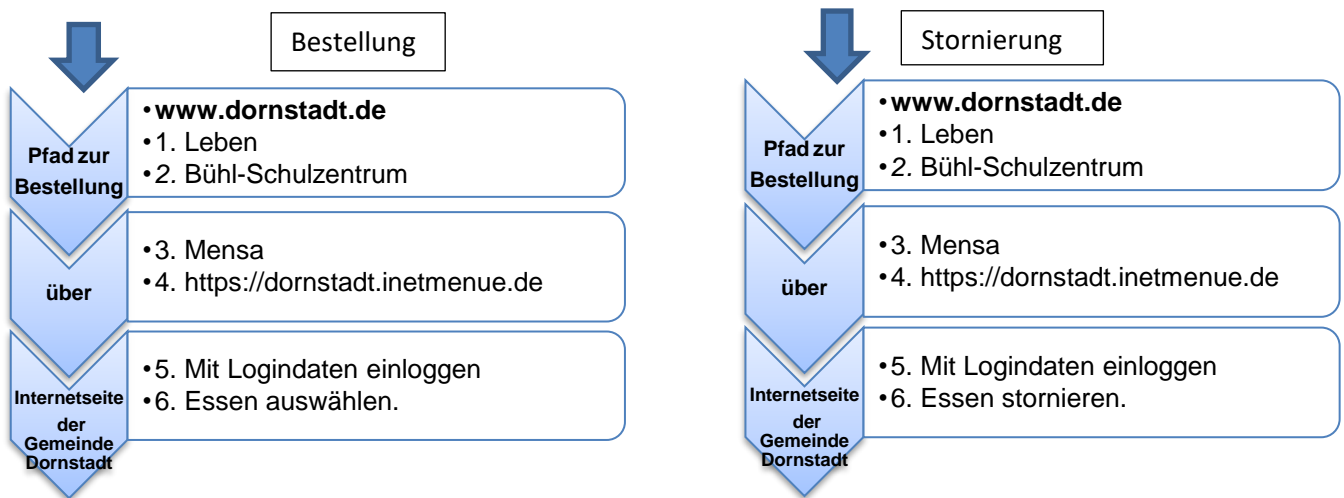 Bestellung
Pfad zur
Bestellung
•www.dornstadt.de
•1. Leben
•2. Bühl-Schulzentrum
über
•3. Mensa
•4. https://dornstadt.inetmenue.de
Internetseite
der
Gemeinde
Dornstadt
•5. Mit Logindaten einloggen
•6. Essen auswählen.
Stornierung
Pfad zur
Bestellung
•www.dornstadt.de
•1. Leben
•2. Bühl-Schulzentrum
über
•3. Mensa
•4. https://dornstadt.inetmenue.de
Internetseite
der
Gemeinde
Dornstadt
•5. Mit Logindaten einloggen
•6. Essen stornieren.